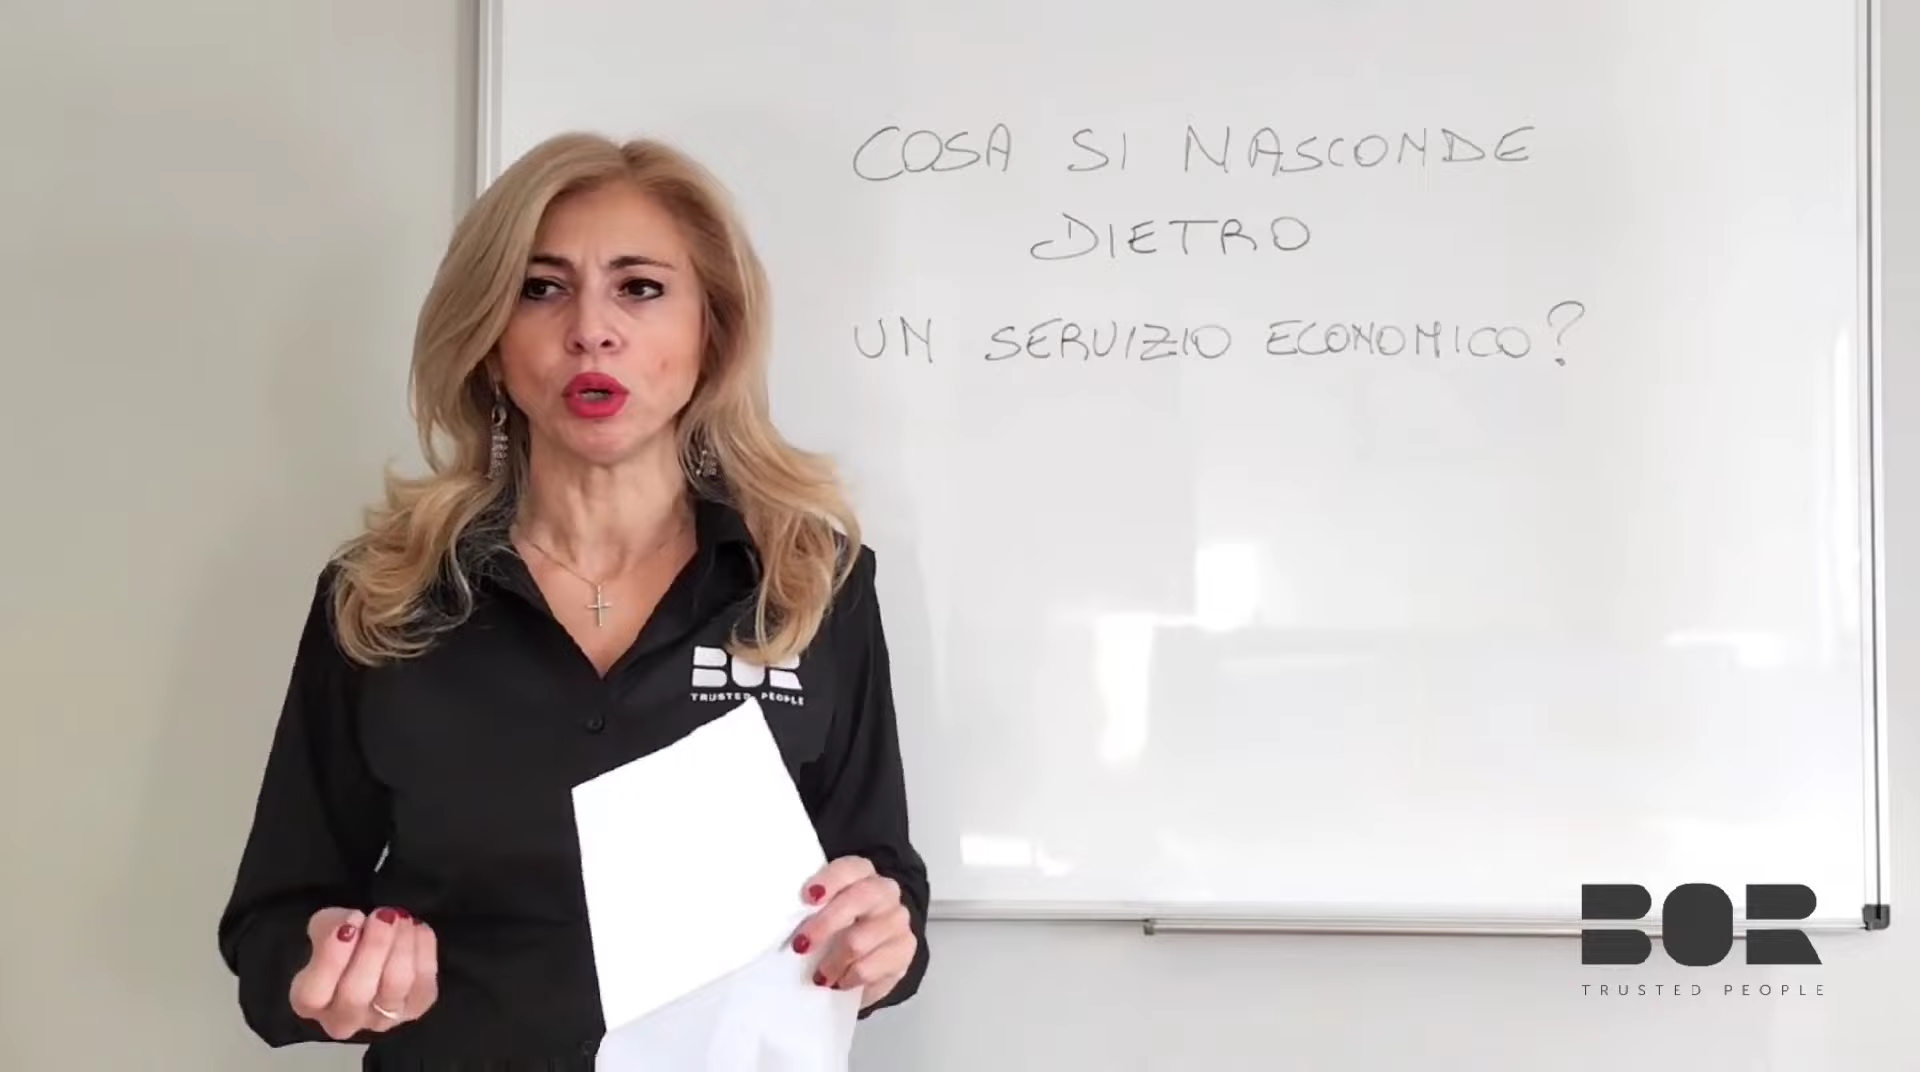 COSA SI NASCONDE
DIETRO
UN SERVIZIO ECONOMICO?
BOR
TRUSTED PEOPLE
BOR
TRUSTED PEOPLE